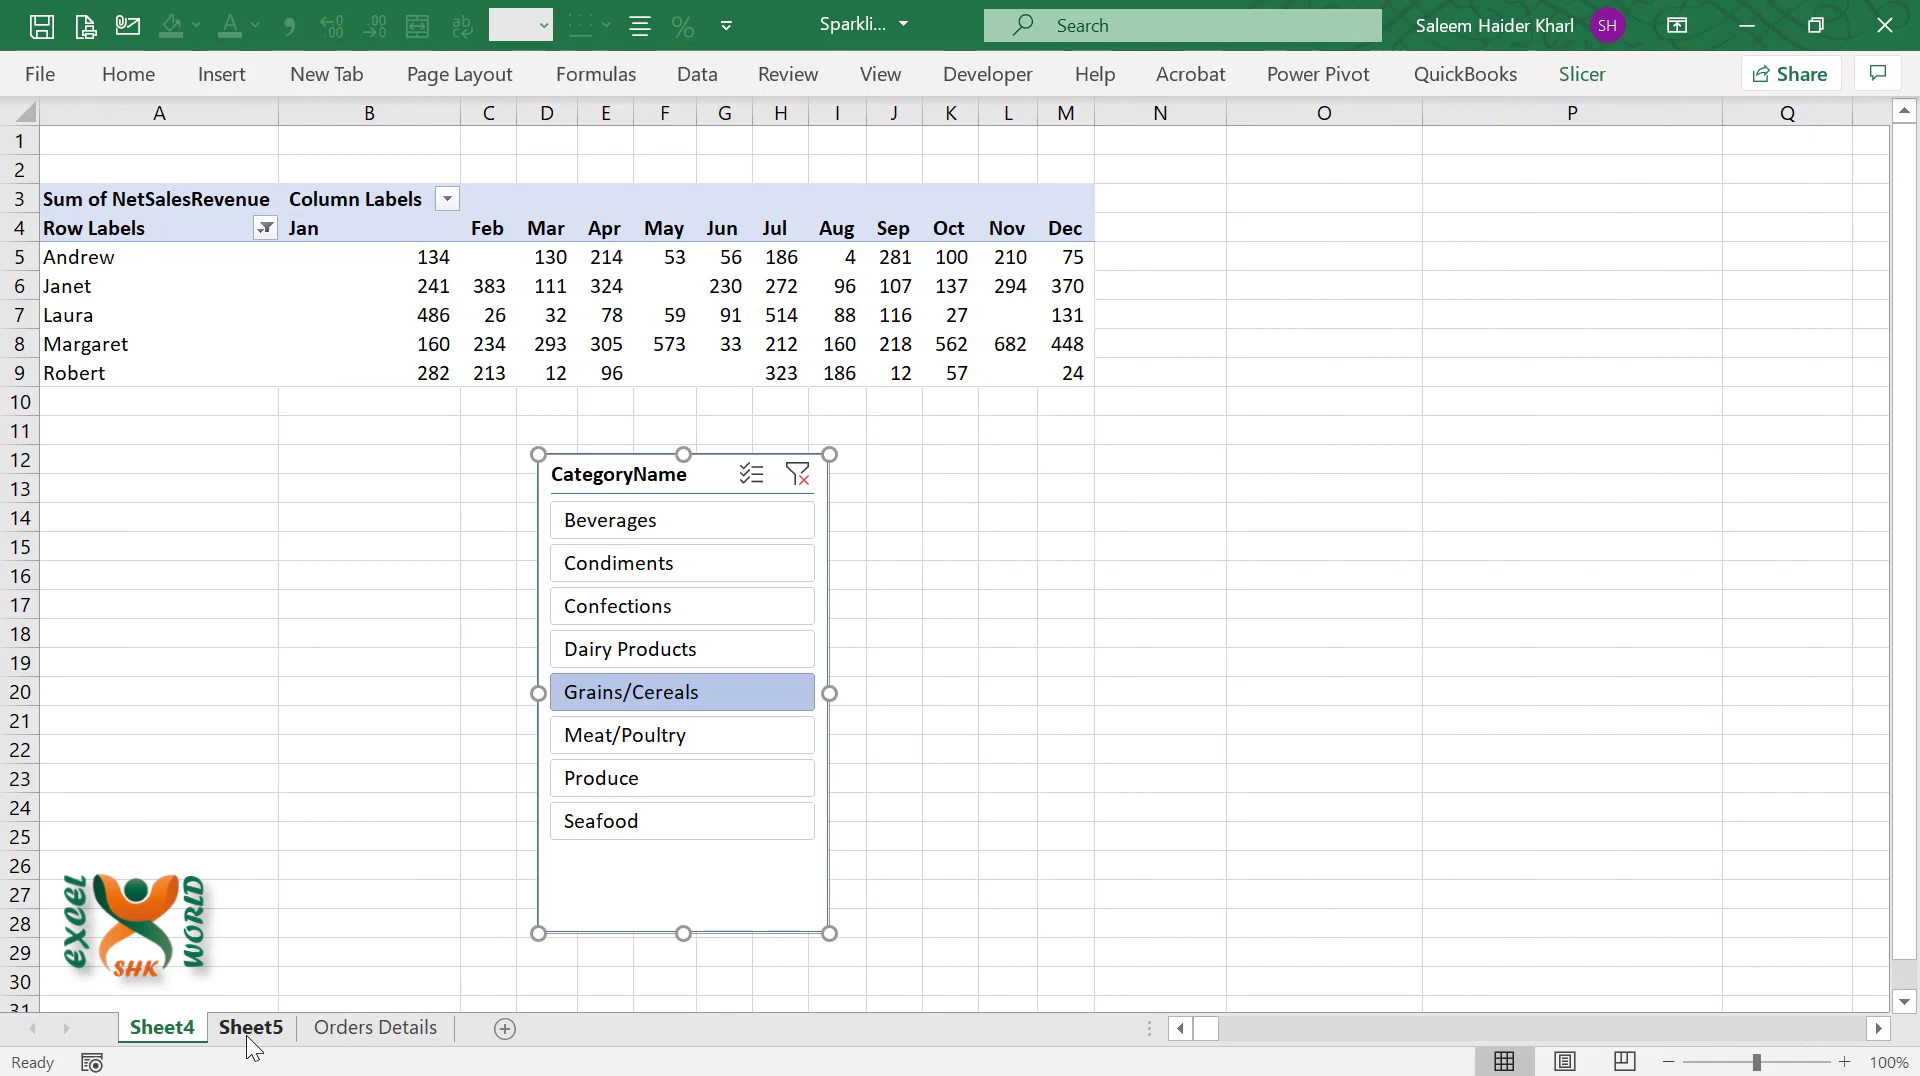 Sparkli...
Search
Saleem Haider Kharl SH
File Home Insert New Tab Page Layout Formulas Data Review View Developer Help Acrobat Power Pivot QuickBooks Slicer Share
A B C D E F G H I J K L M N O P Q
1
2
3 Sum of NetSalesRevenue Column Labels
4 Row Labels Jan Feb Mar Apr May Jun Jul Aug Sep Oct Nov Dec
5 Andrew 134 130 214 53 56 186 4 281 100 210 75
6 Janet 241 383 111 324 230 272 96 107 137 294 370
7 Laura 486 26 32 78 59 91 514 88 116 27 131
8 Margaret 160 234 293 305 573 33 212 160 218 562 682 448
9 Robert 282 213 12 96 323 186 12 57 24
10
11
12
13 CategoryName
14 Beverages
15
16 Condiments
17 Confections
18
19 Dairy Products
20 Grains/Cereals
21
22 Meat/Poultry
23 Produce
24
25 Seafood
26
27
28
29
30
31
EXCEL WORLD
SHK
Sheet4 Sheet5 Orders Details
Ready 100%